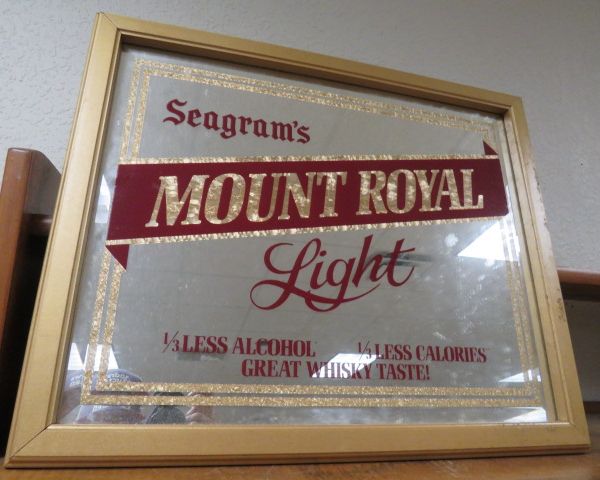 Seagram's
MOUNT ROYAL
Light
1/3 LESS ALCOHOL 1/3 LESS CALORIES
GREAT WHISKY TASTE!